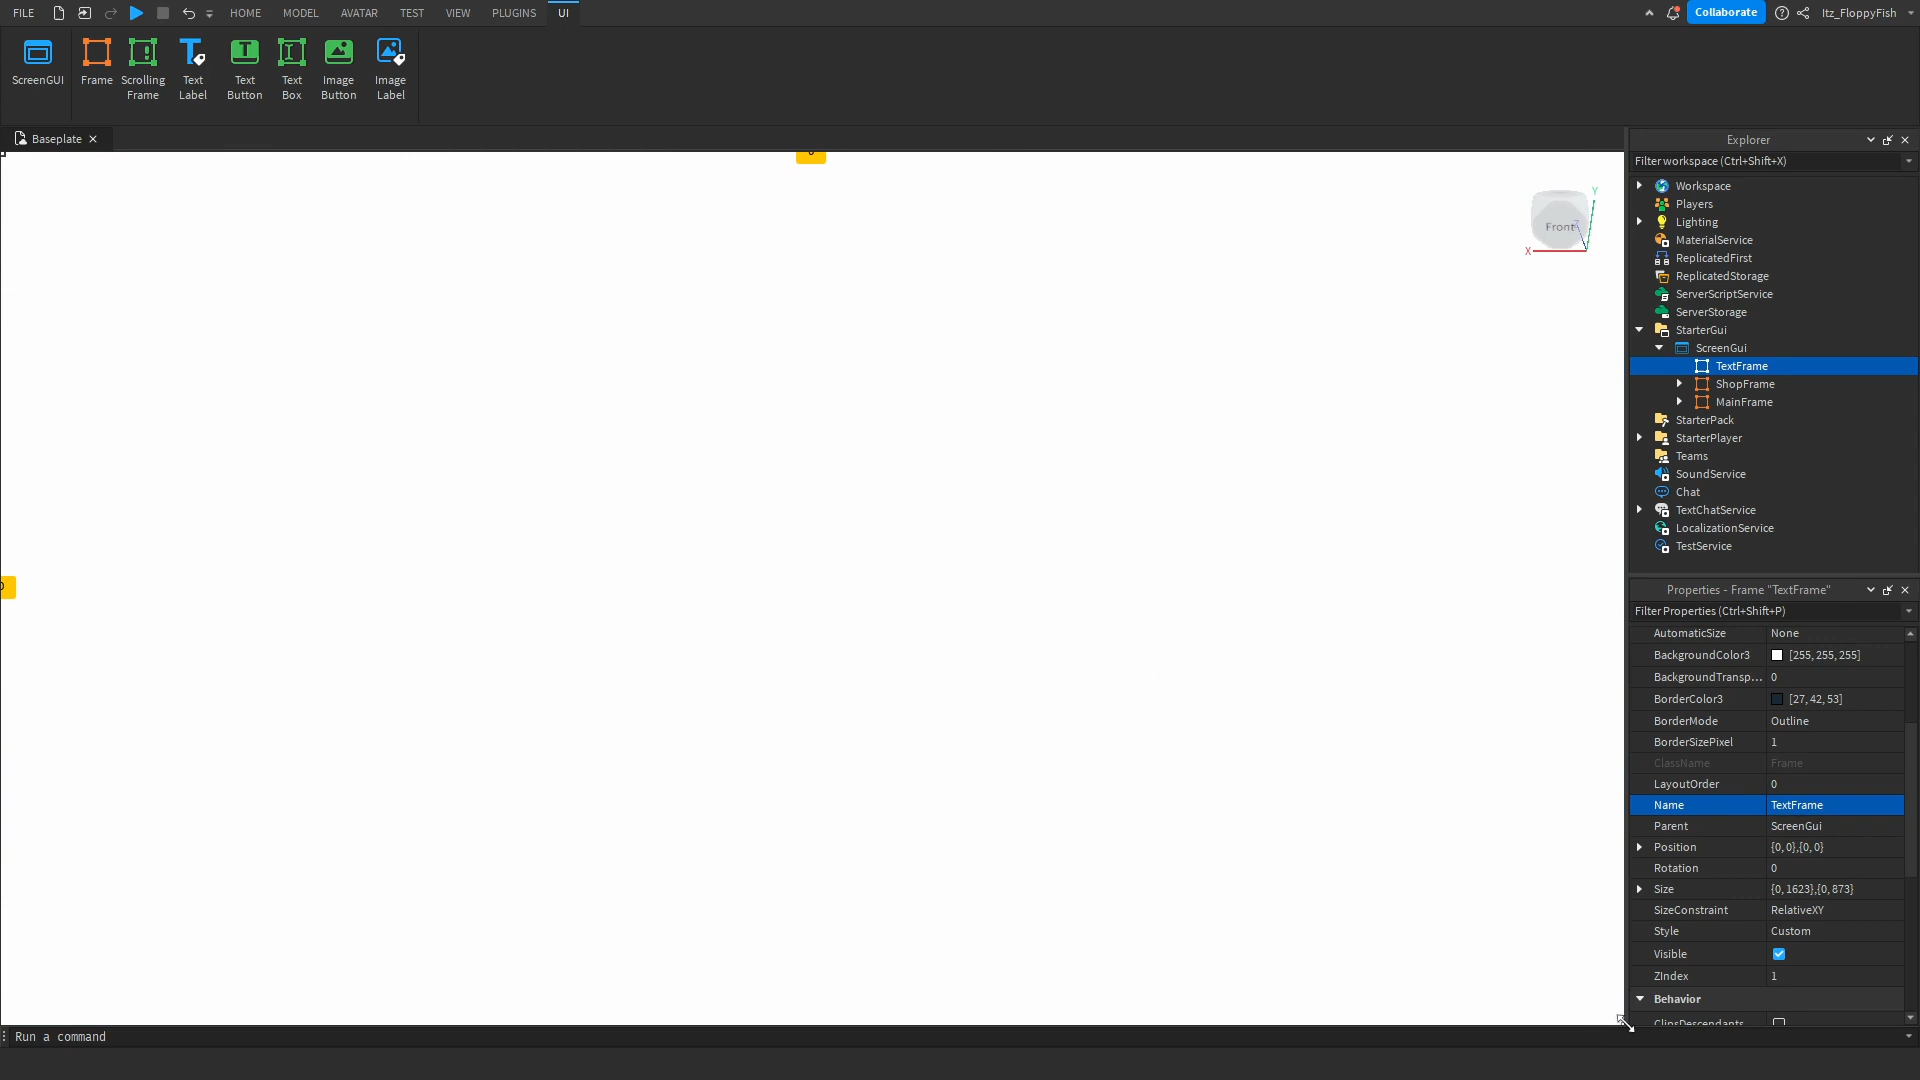 FILE HOME MODEL AVATAR TEST VIEW PLUGINS UI Collaborate Itz_FloppyFish
ScreenGUI
Frame
Scrolling
Frame
Text
Label
Text
Button
Text
Box
Image
Button
Image
Label
Baseplate
Front
X
Y
Z
Explorer
Filter workspace (Ctrl+Shift+X)
Workspace
Players
Lighting
MaterialService
ReplicatedFirst
ReplicatedStorage
ServerScriptService
ServerStorage
StarterGui
ScreenGui
TextFrame
ShopFrame
MainFrame
StarterPack
StarterPlayer
Teams
SoundService
Chat
TextChatService
LocalizationService
TestService
Properties - Frame "TextFrame"
Filter Properties (Ctrl+Shift+P)
AutomaticSize None
BackgroundColor3 [255, 255, 255]
BackgroundTransp... 0
BorderColor3 [27, 42, 53]
BorderMode Outline
BorderSizePixel 1
ClassName Frame
LayoutOrder 0
Name TextFrame
Parent ScreenGui
Position {0, 0},{0, 0}
Rotation 0
Size {0, 1623},{0, 873}
SizeConstraint RelativeXY
Style Custom
Visible
ZIndex 1
Behavior
ClipsDescendants
Run a command